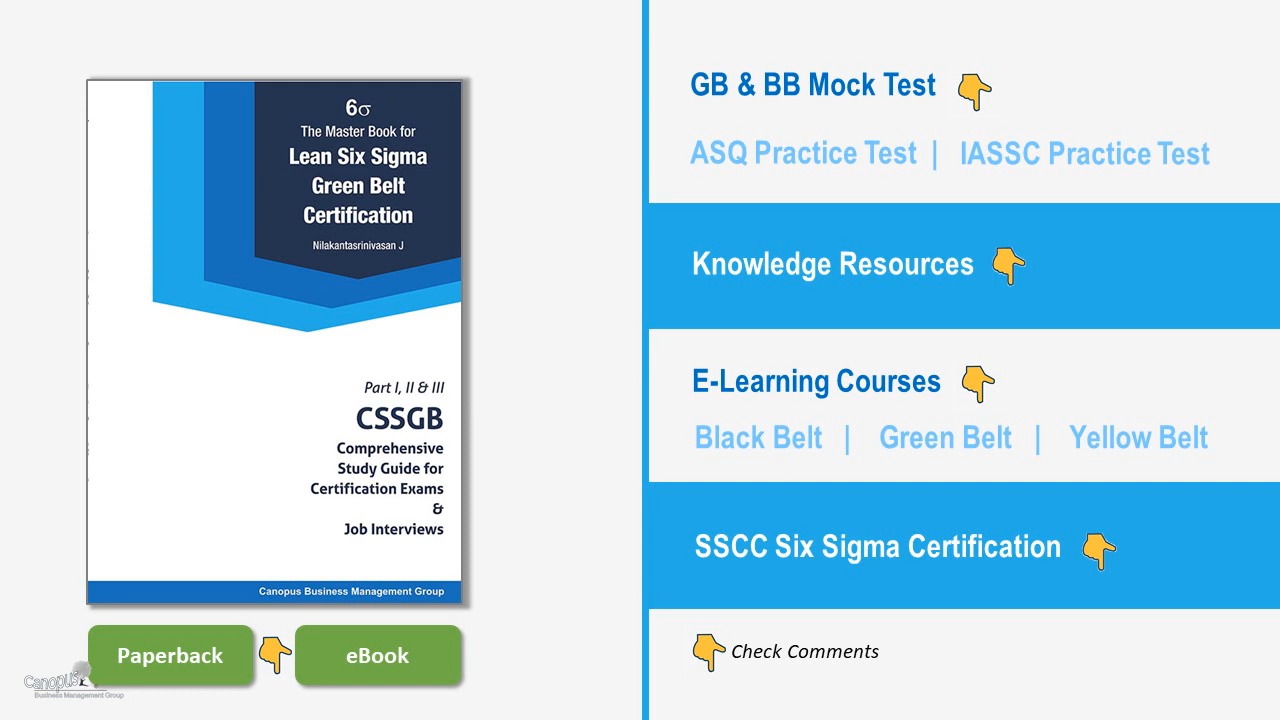 6σ
The Master Book for
Lean Six Sigma
Green Belt
Certification
Nilakantasrinivasan J
Part I, II & III
CSSGB
Comprehensive
Study Guide for
Certification Exams
&
Job Interviews
Canopus Business Management Group
Paperback
eBook
Canopus
Business Management Group
GB & BB Mock Test
ASQ Practice Test | IASSC Practice Test
Knowledge Resources
E-Learning Courses
Black Belt | Green Belt | Yellow Belt
SSCC Six Sigma Certification
Check Comments